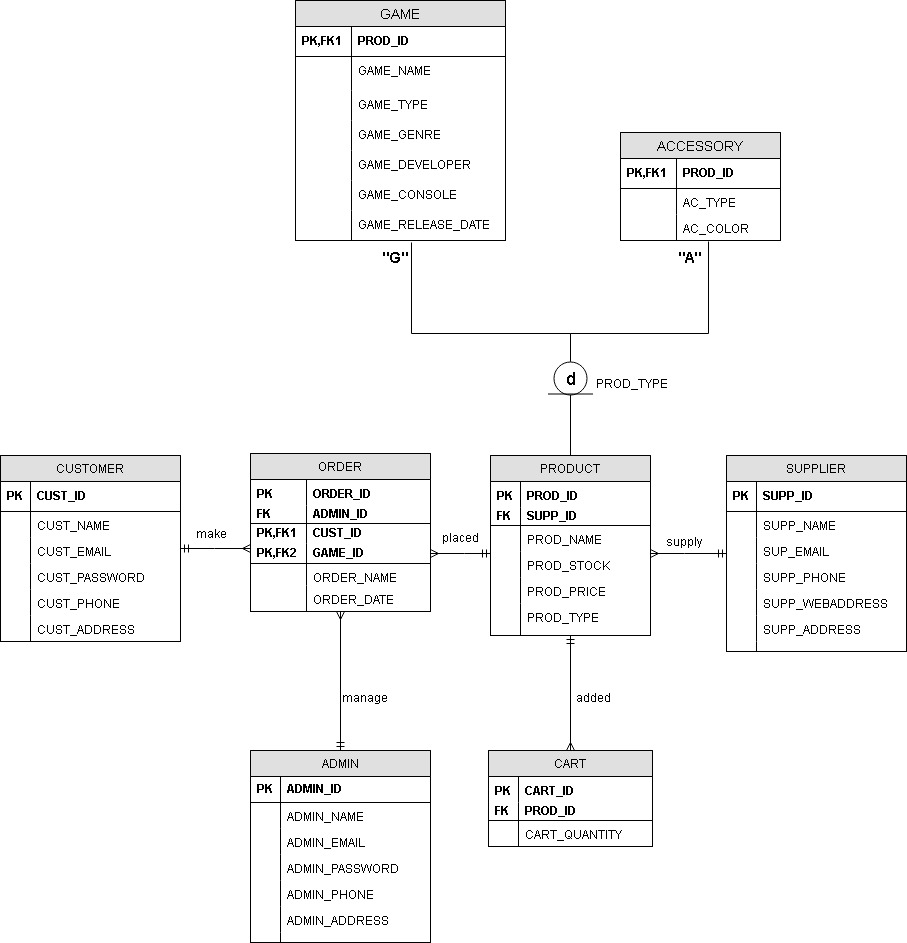 GAME
PK,FK1 PROD_ID
GAME_NAME
GAME_TYPE
GAME_GENRE
GAME_DEVELOPER
GAME_CONSOLE
GAME_RELEASE_DATE
"G"
ACCESSORY
PK,FK1 PROD_ID
AC_TYPE
AC_COLOR
"A"
d PROD_TYPE
CUSTOMER
PK CUST_ID
CUST_NAME
CUST_EMAIL
CUST_PASSWORD
CUST_PHONE
CUST_ADDRESS
make
ORDER
PK ORDER_ID
FK ADMIN_ID
PK,FK1 CUST_ID
PK,FK2 GAME_ID
ORDER_NAME
ORDER_DATE
placed
PRODUCT
PK PROD_ID
FK SUPP_ID
PROD_NAME
PROD_STOCK
PROD_PRICE
PROD_TYPE
supply
SUPPLIER
PK SUPP_ID
SUPP_NAME
SUP_EMAIL
SUPP_PHONE
SUPP_WEBADDRESS
SUPP_ADDRESS
manage
added
ADMIN
PK ADMIN_ID
ADMIN_NAME
ADMIN_EMAIL
ADMIN_PASSWORD
ADMIN_PHONE
ADMIN_ADDRESS
CART
PK CART_ID
FK PROD_ID
CART_QUANTITY